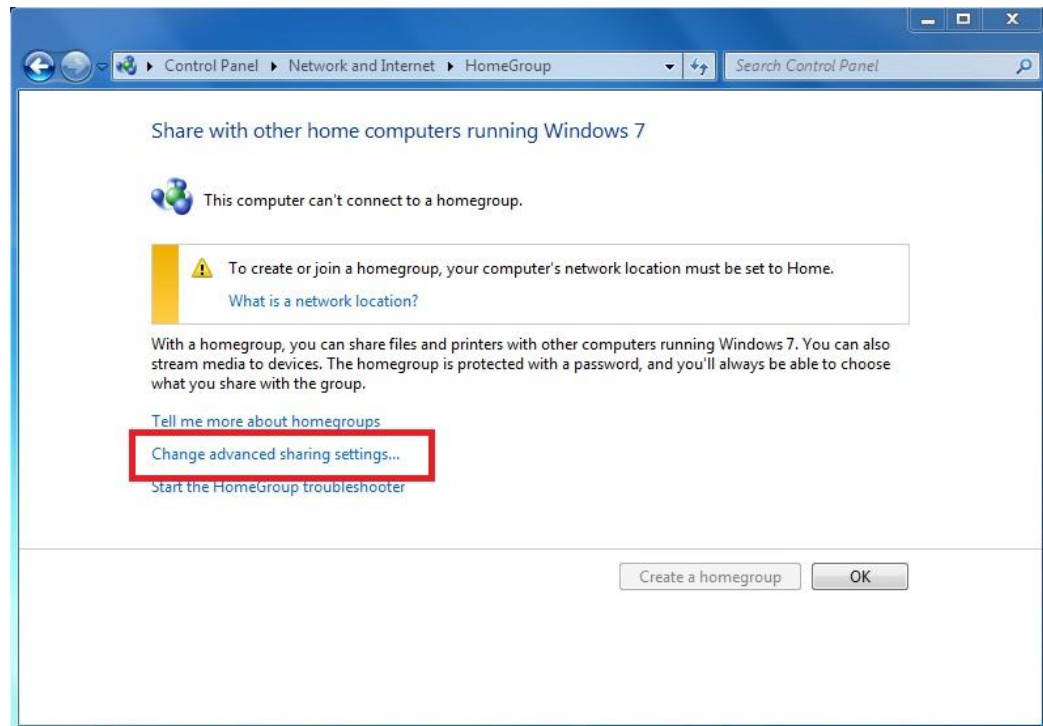 Control Panel ▸ Network and Internet ▸ HomeGroup
Search Control Panel
Share with other home computers running Windows 7
This computer can't connect to a homegroup.
To create or join a homegroup, your computer's network location must be set to Home.
What is a network location?
With a homegroup, you can share files and printers with other computers running Windows 7. You can also
stream media to devices. The homegroup is protected with a password, and you'll always be able to choose
what you share with the group.
Tell me more about homegroups
Change advanced sharing settings...
Start the HomeGroup troubleshooter
Create a homegroup
OK